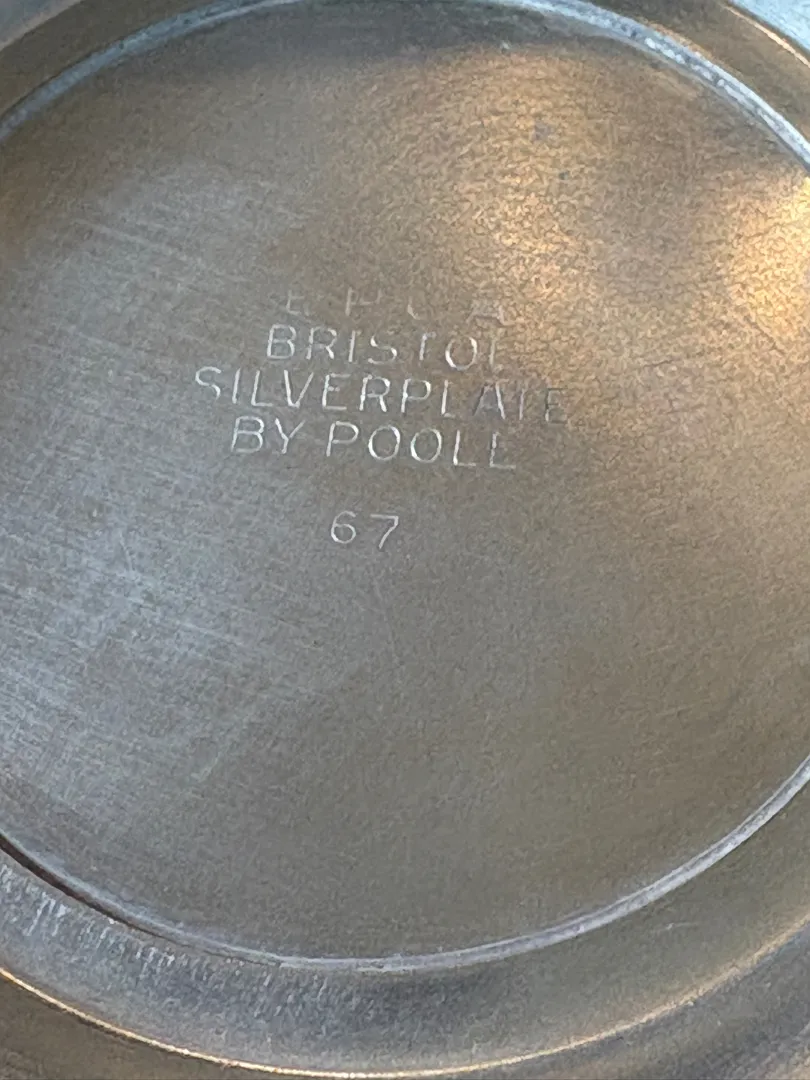 E P C A
BRISTOL
SILVERPLATE
BY POOLE
67